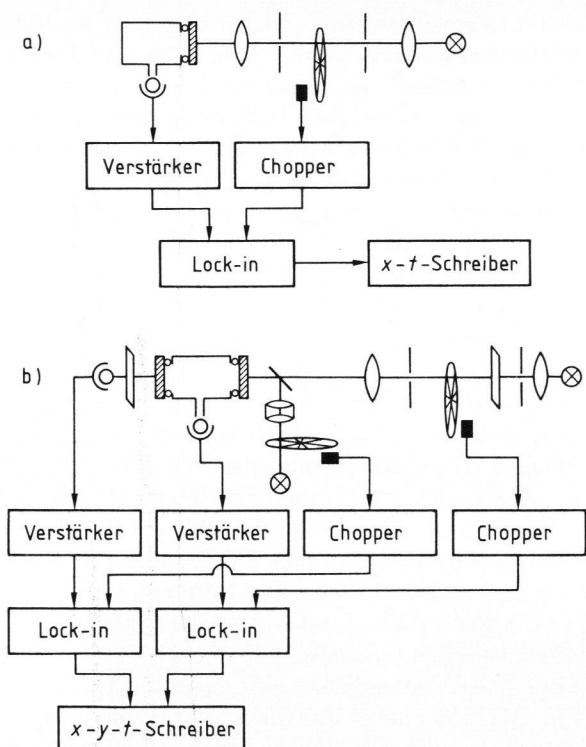 a)
Verstärker
Chopper
Lock-in
x-t-Schreiber
b)
Verstärker
Verstärker
Chopper
Chopper
Lock-in
Lock-in
x-y-t-Schreiber